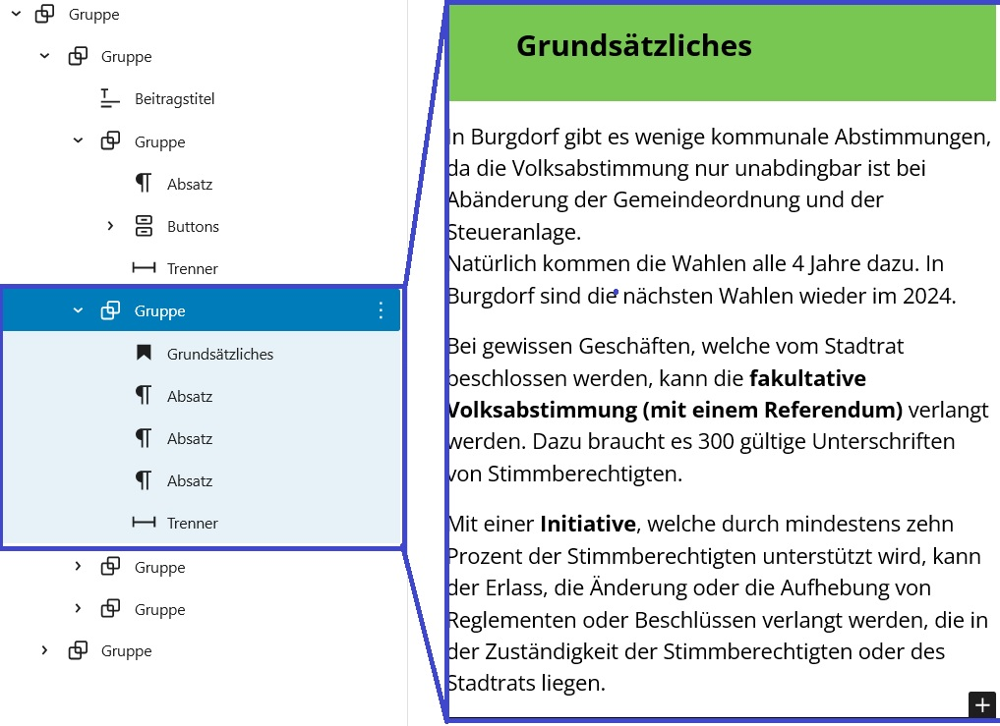 Gruppe
Gruppe
Beitragstitel
Gruppe
Absatz
Buttons
Trenner
Gruppe
Grundsätzliches
Absatz
Absatz
Absatz
Trenner
Gruppe
Gruppe
Gruppe
Grundsätzliches
In Burgdorf gibt es wenige kommunale Abstimmungen,
da die Volksabstimmung nur unabdingbar ist bei
Abänderung der Gemeindeordnung und der
Steueranlage.
Natürlich kommen die Wahlen alle 4 Jahre dazu. In
Burgdorf sind die nächsten Wahlen wieder im 2024.
Bei gewissen Geschäften, welche vom Stadtrat
beschlossen werden, kann die fakultative
Volksabstimmung (mit einem Referendum) verlangt
werden. Dazu braucht es 300 gültige Unterschriften
von Stimmberechtigten.
Mit einer Initiative, welche durch mindestens zehn
Prozent der Stimmberechtigten unterstützt wird, kann
der Erlass, die Änderung oder die Aufhebung von
Reglementen oder Beschlüssen verlangt werden, die in
der Zuständigkeit der Stimmberechtigten oder des
Stadtrats liegen.